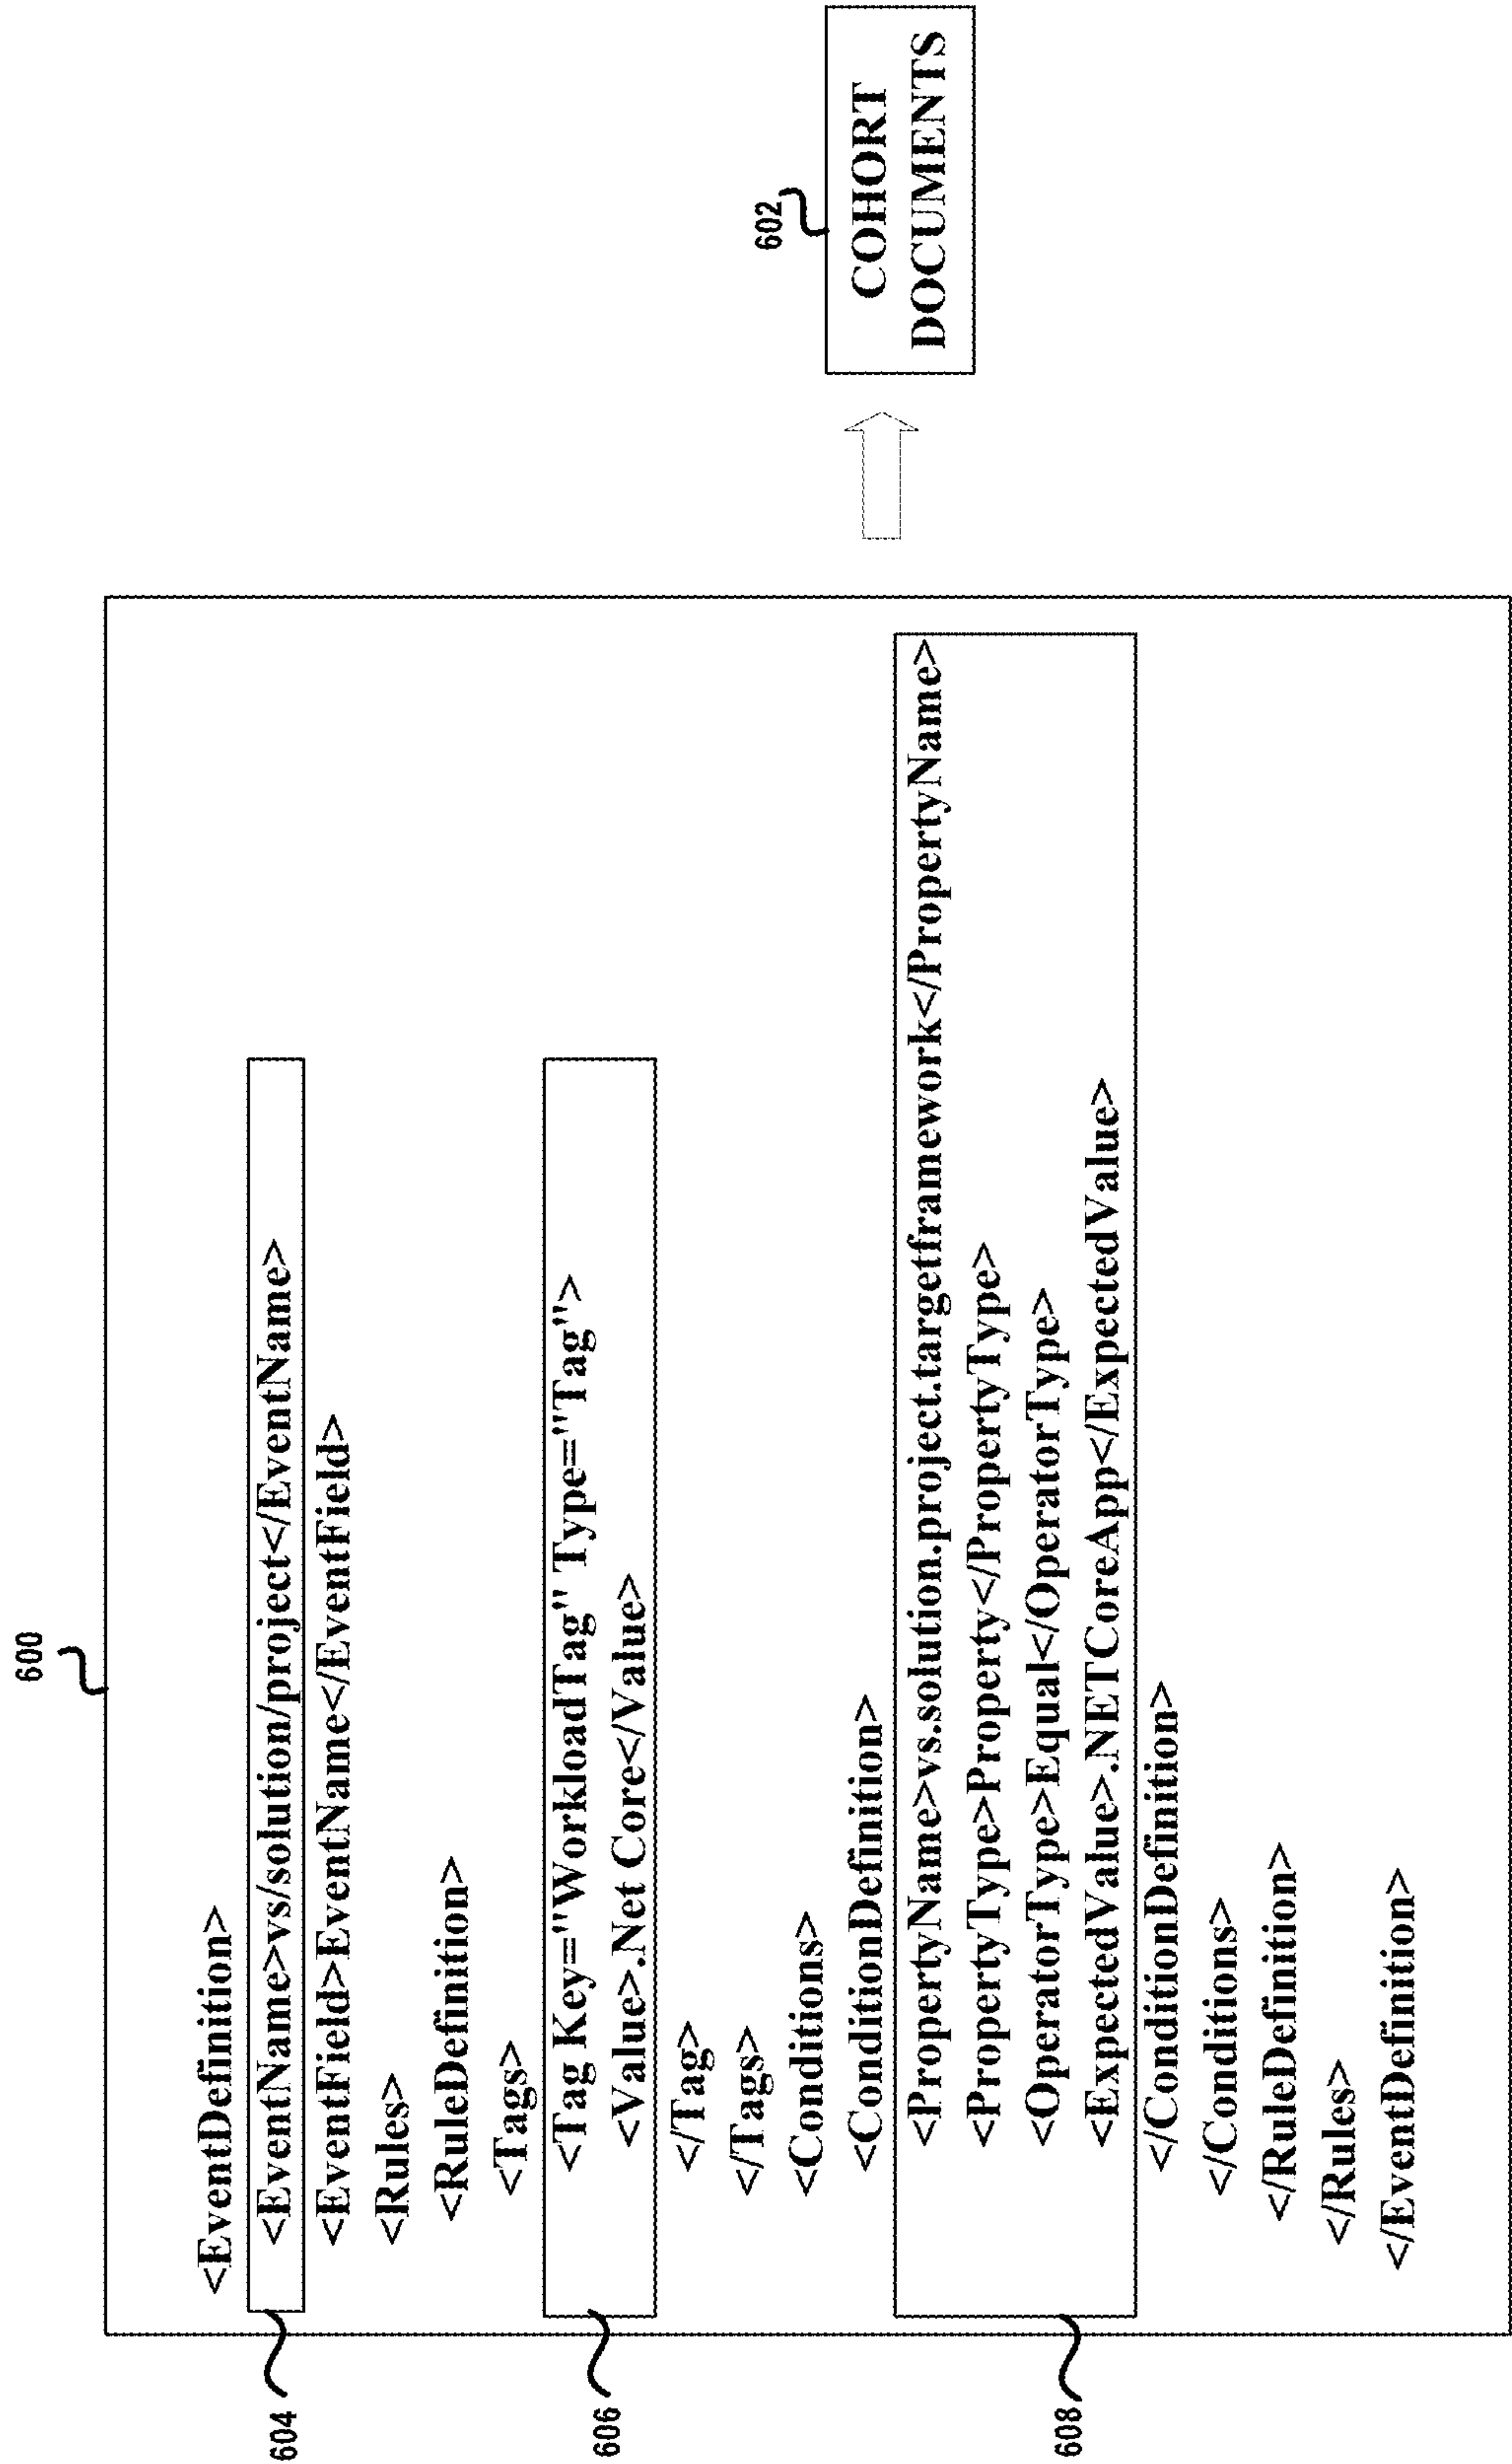 600
<EventDefinition>
604
<EventName>vs/solution/project</EventName>
<EventField>EventName</EventField>
<Rules>
<RuleDefinition>
<Tags>
606
<Tag Key="WorkloadTag" Type="Tag">
<Value>.Net Core</Value>
</Tag>
</Tags>
<Conditions>
<ConditionDefinition>
608
<PropertyName>vs.solution.project.targetframework</PropertyName>
<PropertyType>Property</PropertyType>
<OperatorType>Equal</OperatorType>
<ExpectedValue>.NETCoreApp</ExpectedValue>
</ConditionDefinition>
</Conditions>
</RuleDefinition>
</Rules>
</EventDefinition>
602
COHORT
DOCUMENTS